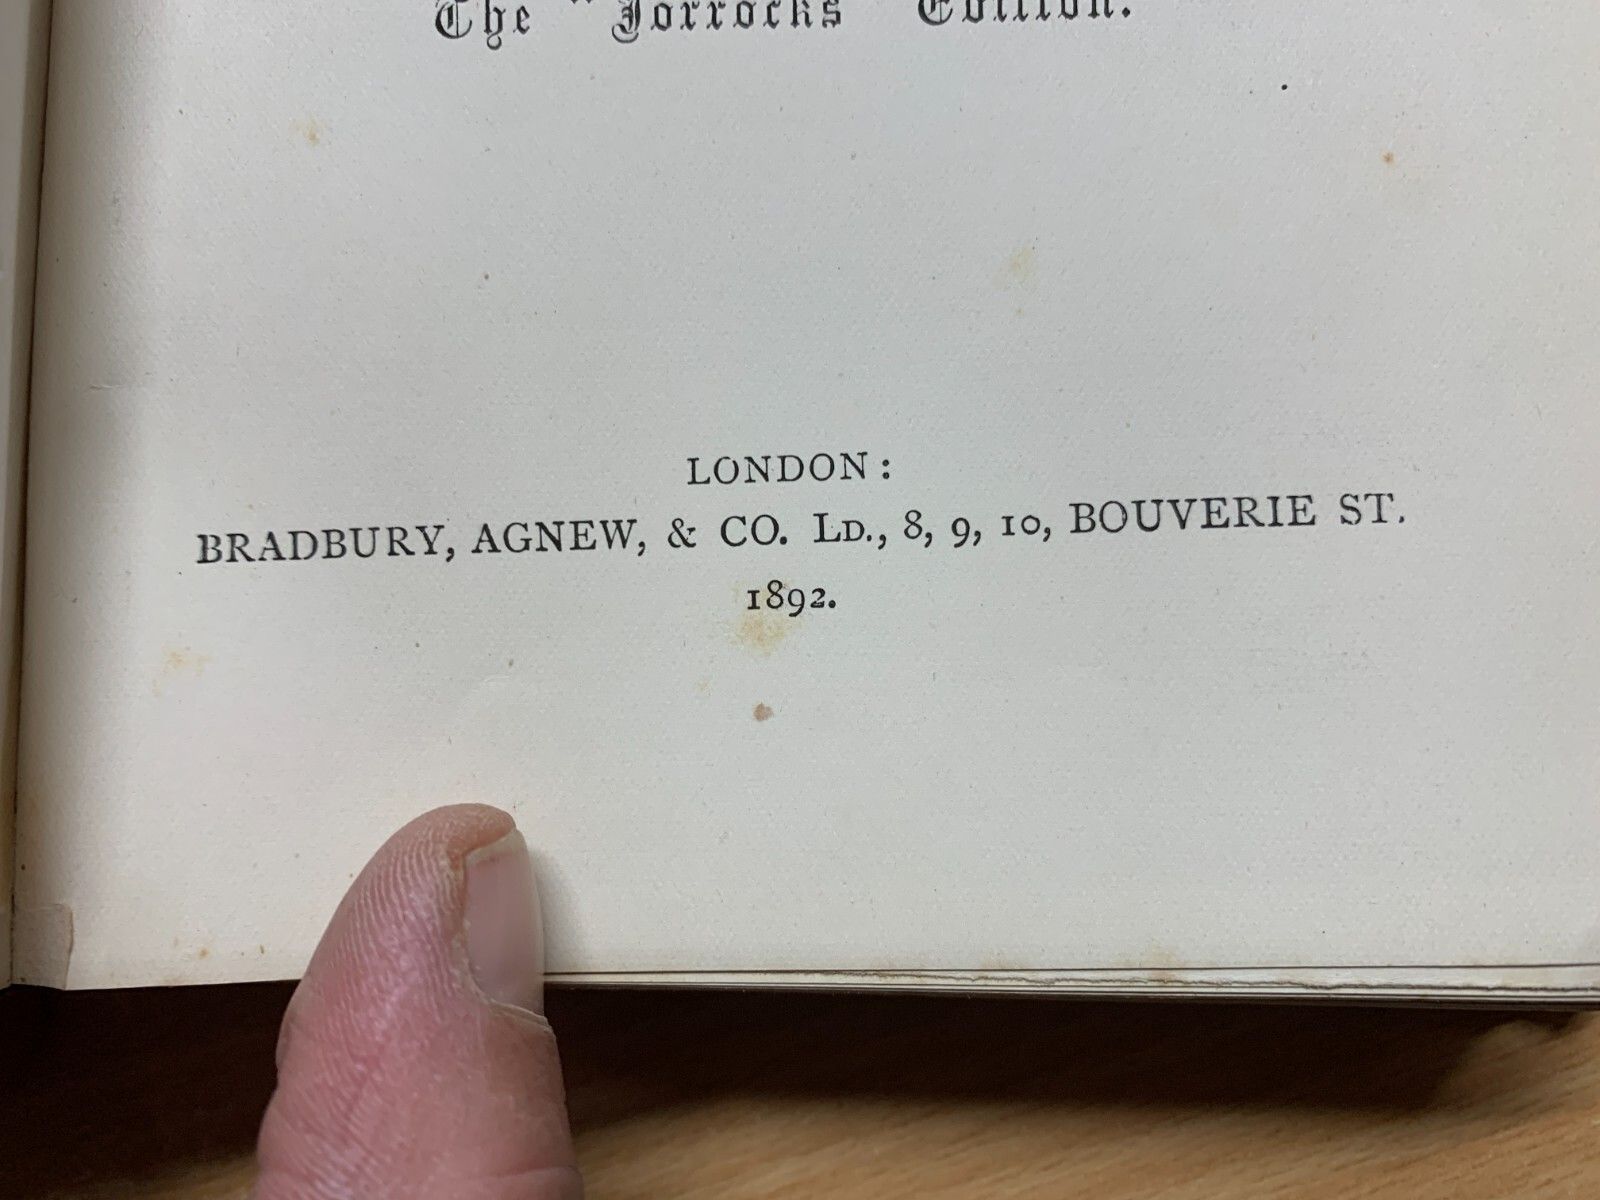 The "Jorrocks" Edition.
LONDON:
BRADBURY, AGNEW, & CO. LD., 8, 9, 10, BOUVERIE ST.
1892.